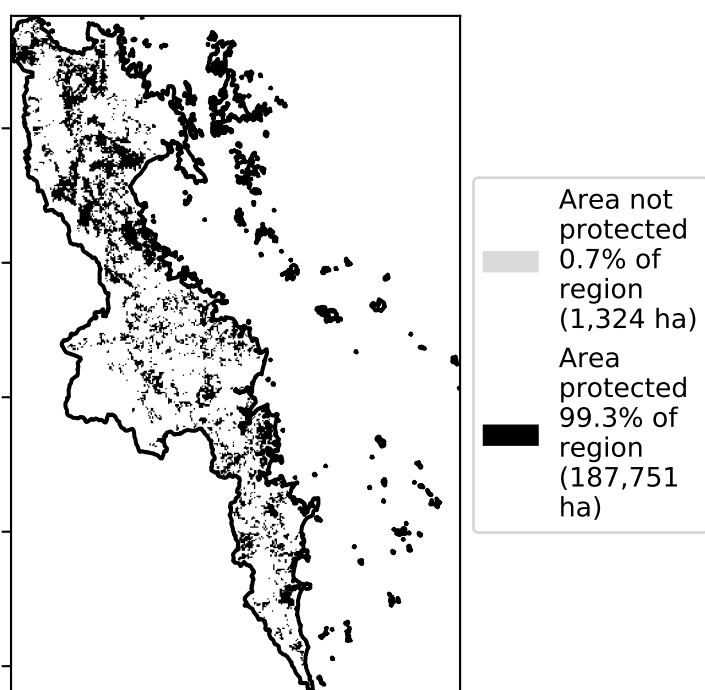 Area not
protected
0.7% of
region
(1,324 ha)
Area
protected
99.3% of
region
(187,751
ha)